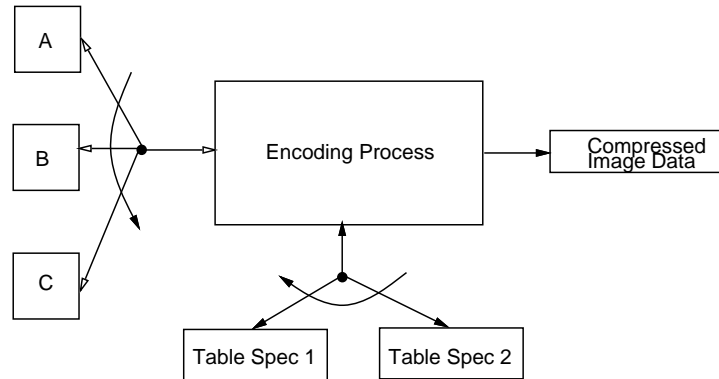 A
B
C
Encoding Process
Compressed
Image Data
Table Spec 1
Table Spec 2